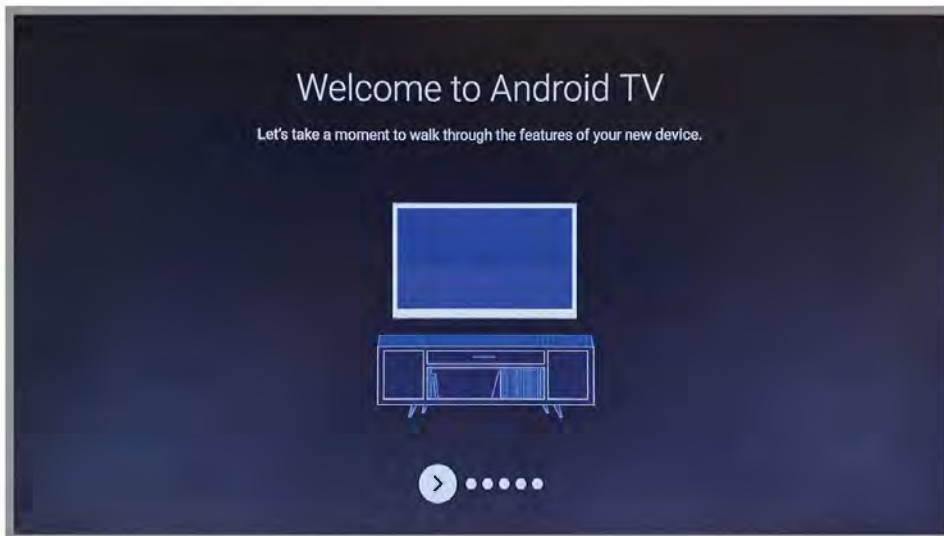 Welcome to Android TV
Let's take a moment to walk through the features of your new device.